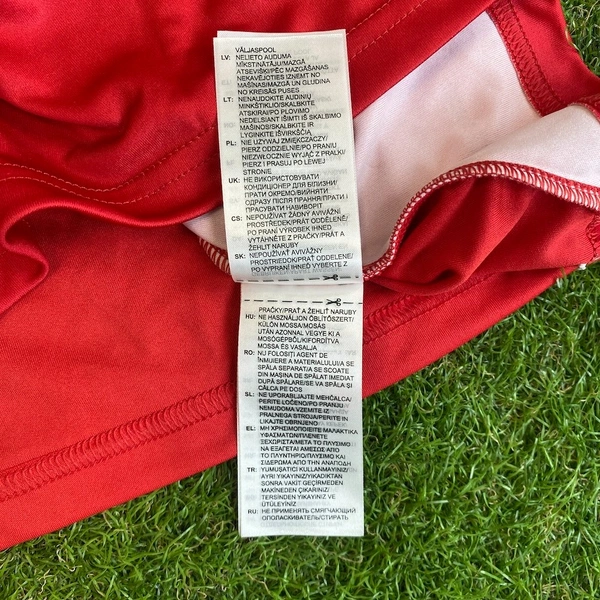 VÄLJASPOOL
LV: NELIETO AUDUMA
MĪKSTINĀTĀJU/MAZGĀ
ATSEVIŠĶI/PĒC MAZGĀŠANAS
NEKAVĒJOTIES IZŅEMT NO
MAŠĪNAS/MAZGĀ UN GLUDINA
NO KREISĀS PUSES
LT: NENAUDOKITE AUDINIŲ
MINKŠTIKLIO/SKALBKITE
ATSKIRAI/PO PLOVIMO
NEDELSIANT IŠIMTI IŠ SKALBIMO
MAŠINOS/SKALBKITE IR
LYGINKITE IŠVIRKŠČIĄ
PL: NIE UŻYWAJ ZMIĘKCZACZY/
PIERZ ODDZIELNIE/PO PRANIU
NIEZWŁOCZNIE WYJĄĆ Z PRALKI/
PIERZ I PRASUJ PO LEWEJ
STRONIE
UK: НЕ ВИКОРИСТОВУВАТИ
КОНДИЦІОНЕР ДЛЯ БІЛИЗНИ/
ПРАТИ ОКРЕМО/ВИЙНЯТИ
ОДРАЗУ ПІСЛЯ ПРАННЯ/ПРАТИ І
ПРАСУВАТИ НАВИВОРІТ
CS: NEPOUŽÍVAT ŽÁDNÝ AVIVÁŽNÍ
PROSTŘEDEK/PRÁT ODDĚLENĚ/
PO PRANÍ VÝROBEK IHNED
VYTÁHNĚTE Z PRAČKY/PRÁT A
ŽEHLIT NARUBY
SK: NEPOUŽÍVAŤ AVIVÁŽNY
PROSTRIEDOK/PRAŤ ODDELENE/
PO VYPRANÍ IHNEĎ VYBERTE Z
PRAČKY/PRAŤ A ŽEHLIŤ NARUBY
HU: NE HASZNÁLJON ÖBLÍTŐSZERT/
KÜLÖN MOSSA/MOSÁS
UTÁN AZONNAL VEGYE KI A
MOSÓGÉPBŐL/KIFORDÍTVA
MOSSA ÉS VASALJA
RO: NU FOLOSIȚI AGENT DE
ÎNMUIERE A MATERIALULUI/A SE
SPĂLA SEPARAT/A SE SCOATE
DIN MAȘINA DE SPĂLAT IMEDIAT
DUPĂ SPĂLARE/SE VA SPĂLA ȘI
CĂLCA PE DOS
SL: NE UPORABLJAJTE MEHČALCA/
PERITE LOČENO/PO PRANJU
NEMUDOMA VZEMITE IZ
PRALNEGA STROJA/PERITE IN
LIKAJTE OBRNJENO
EL: ΜΗ ΧΡΗΣΙΜΟΠΟΙΕΙΤΕ ΜΑΛΑΚΤΙΚΑ
ΥΦΑΣΜΑΤΩΝ/ΠΛΕΝΕΤΕ
ΞΕΧΩΡΙΣΤΑ/ΜΕΤΑ ΤΟ ΠΛΥΣΙΜΟ
ΝΑ ΕΞΑΓΕΤΑΙ ΑΜΕΣΩΣ ΑΠΟ
ΤΟ ΠΛΥΝΤΗΡΙΟ/ΠΛΥΣΙΜΟ ΚΑΙ
ΣΙΔΕΡΩΜΑ ΑΠΟ ΤΗΝ ΑΝΑΠΟΔΗ
TR: YUMUŞATICI KULLANMAYINIZ/
AYRI YIKAYINIZ/YIKADIKTAN
SONRA VAKİT GEÇİRMEDEN
MAKİNEDEN ÇIKARINIZ/
TERSİNDEN YIKAYINIZ VE
ÜTÜLEYİNİZ
RU: НЕ ПРИМЕНЯТЬ СМЯГЧАЮЩИЙ
ОПОЛАСКИВАТЕЛЬ/СТИРАТЬ